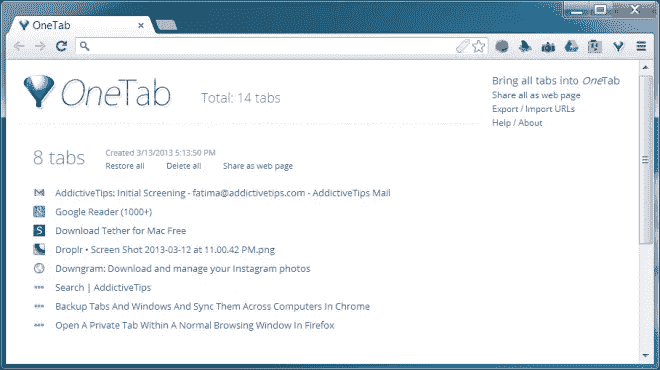 OneTab
OneTab
Total: 14 tabs
Bring all tabs into OneTab
Share all as web page
Export / Import URLs
Help / About
8 tabs
Created 3/13/2013 5:13:50 PM
Restore all Delete all Share as web page
AddictiveTips: Initial Screening - fatima@addictivetips.com - AddictiveTips Mail
Google Reader (1000+)
Download Tether for Mac Free
Droplr • Screen Shot 2013-03-12 at 11.00.42 PM.png
Downgram: Download and manage your Instagram photos
Search | AddictiveTips
Backup Tabs And Windows And Sync Them Across Computers In Chrome
Open A Private Tab Within A Normal Browsing Window In Firefox